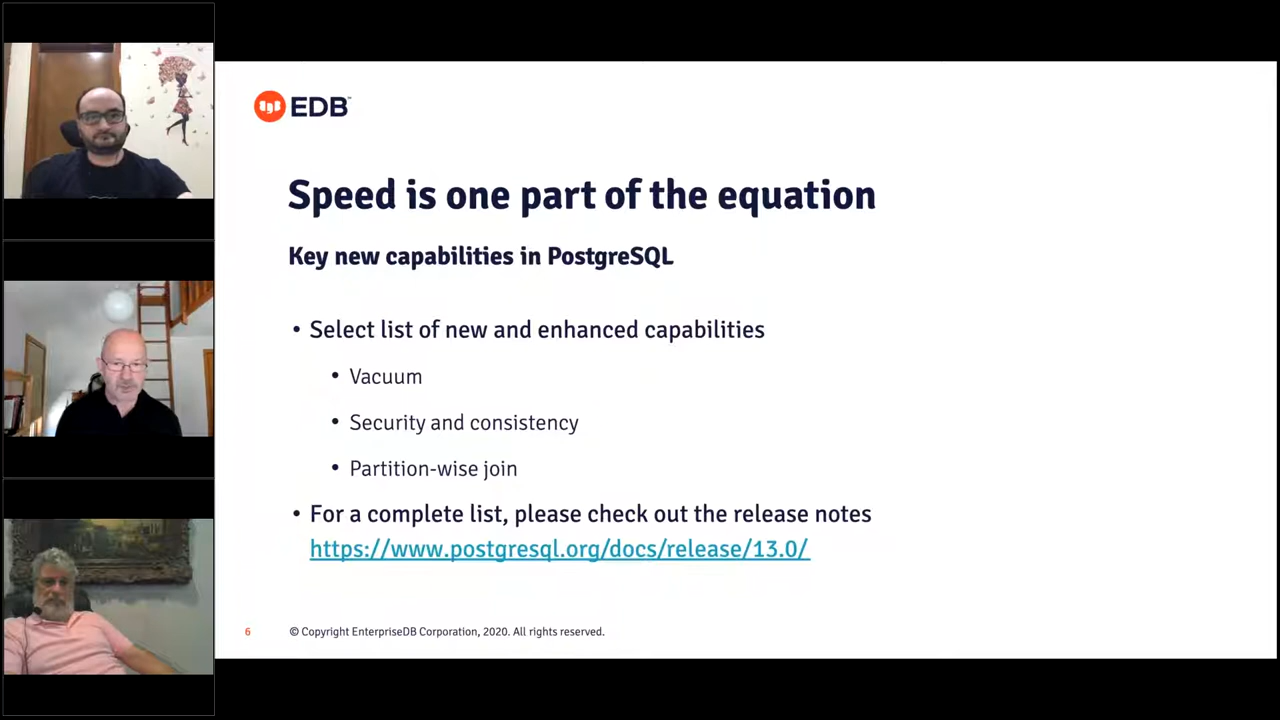 EDB™
Speed is one part of the equation
Key new capabilities in PostgreSQL
• Select list of new and enhanced capabilities
• Vacuum
• Security and consistency
• Partition-wise join
• For a complete list, please check out the release notes
https://www.postgresql.org/docs/release/13.0/
6 © Copyright EnterpriseDB Corporation, 2020. All rights reserved.